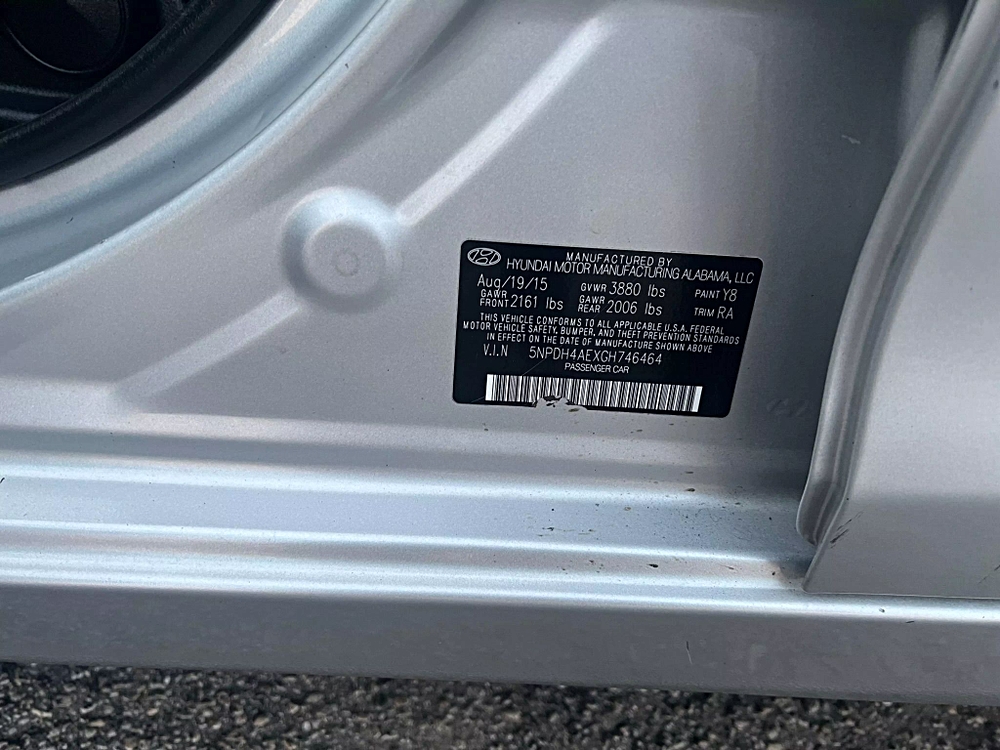 MANUFACTURED BY
HYUNDAI MOTOR MANUFACTURING ALABAMA, LLC
Aug/19/15 GVWR 3880 lbs PAINT Y8
GAWR FRONT 2161 lbs GAWR REAR 2006 lbs TRIM RA
THIS VEHICLE CONFORMS TO ALL APPLICABLE U.S.A. FEDERAL
MOTOR VEHICLE SAFETY, BUMPER, AND THEFT PREVENTION STANDARDS
IN EFFECT ON THE DATE OF MANUFACTURE SHOWN ABOVE
V.I.N 5NPDH4AEXGH746464
PASSENGER CAR